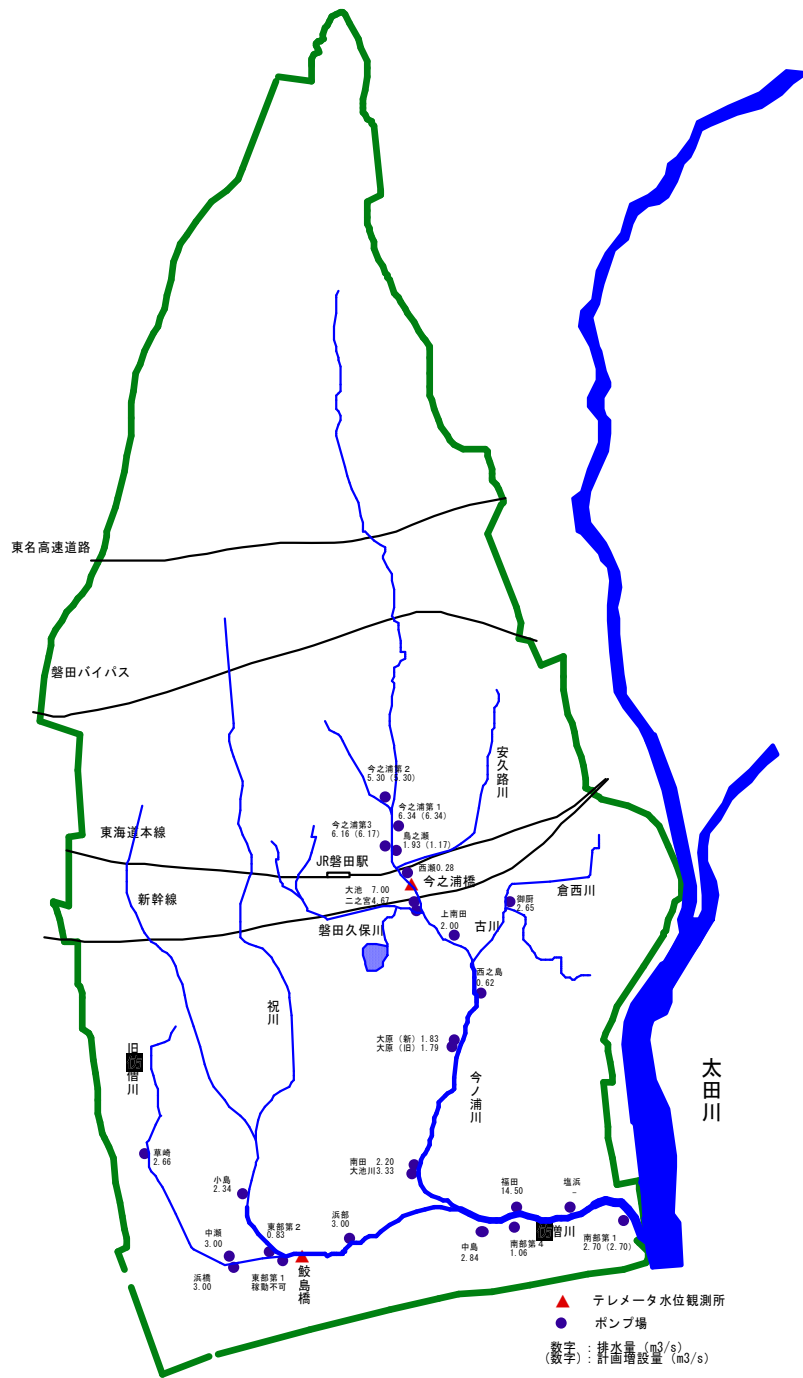 東名高速道路
磐田バイパス
安久路川
今之浦第２
5.30 (5.30)
今之浦第１
6.34 (6.34)
今之浦第3
6.16 (6.17)
鳥之瀬
1.93 (1.17)
東海道本線
JR磐田駅
西瀬0.28
今之浦橋
新幹線
大池　7.00
二之宮4.67
倉西川
御厨
2.65
磐田久保川
上南田
2.00
古川
西之島
0.62
祝川
大原（新）1.83
大原（旧）1.79
旧
僧川
今ノ浦川
太田川
草崎
2.66
南田　2.20
大池川3.33
小島
2.34
福田
14.50
塩浜
－
浜部
3.00
東部第２
0.83
中瀬
3.00
浜橋
3.00
東部第１
稼動不可
鮫島橋
中島
2.84
南部第４
1.06
僧川
南部第１
2.70 (2.70)
テレメータ水位観測所
ポンプ場
数字　：排水量（m3/s）
(数字)：計画増設量（m3/s）